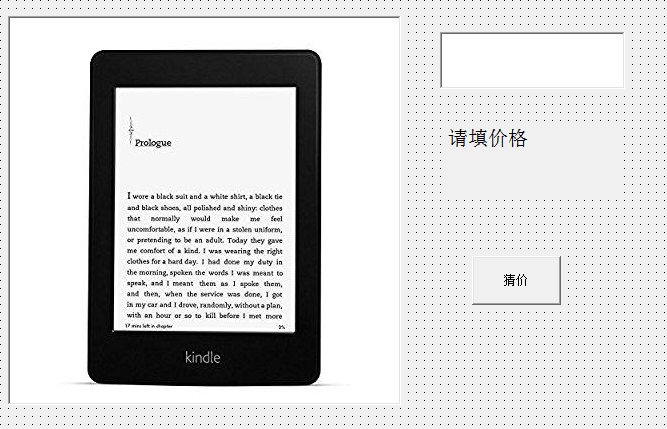 Prologue
I wore a black suit and a white shirt, a black tie
and black shoes, all polished and shiny: clothes
that normally would make me feel
uncomfortable, as if I were in a stolen uniform,
or pretending to be an adult. Today they gave
me comfort of a kind. I was wearing the right
clothes for a hard day. I had done my duty in
the morning, spoken the words I was meant to
speak, and I meant them as I spoke them,
and then, when the service was done, I got
in my car and I drove, randomly, without a plan,
with an hour or so to kill before I met more
17 mins left in chapter 2%
kindle
请填价格
猜价